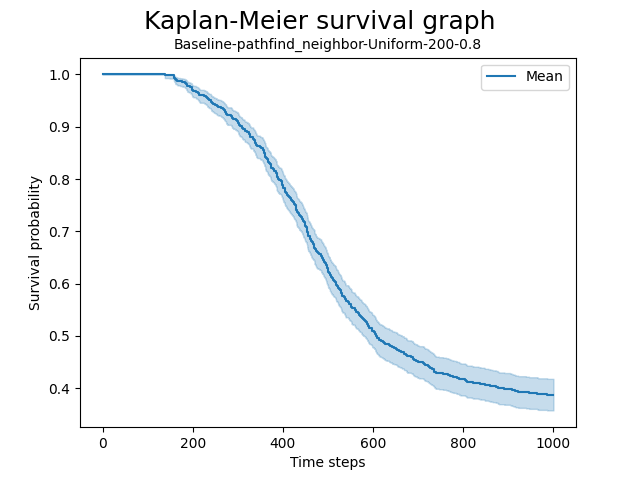 Kaplan-Meier survival graph
Baseline-pathfind_neighbor-Uniform-200-0.8
Mean
1.0
0.9
0.8
0.7
0.6
0.5
0.4
Survival probability
0 200 400 600 800 1000
Time steps